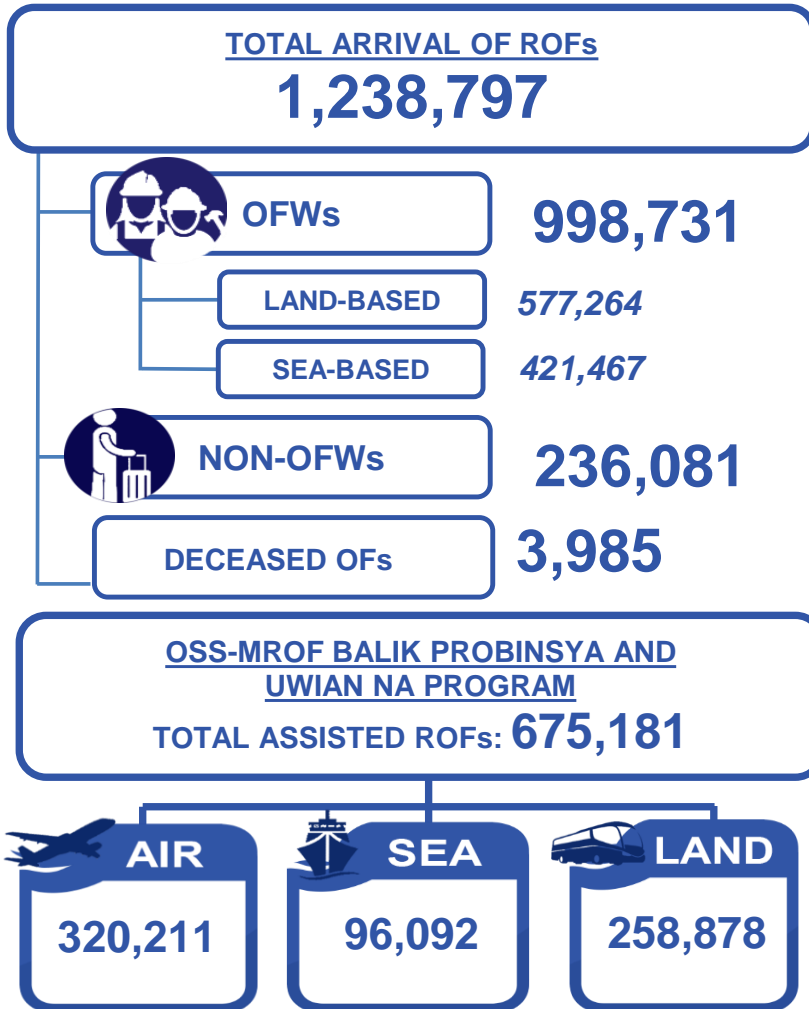 TOTAL ARRIVAL OF ROFs
1,238,797
OFWs 998,731
LAND-BASED 577,264
SEA-BASED 421,467
NON-OFWs 236,081
DECEASED OFs 3,985
OSS-MROF BALIK PROBINSYA AND
UWIAN NA PROGRAM
TOTAL ASSISTED ROFs: 675,181
AIR SEA LAND
320,211 96,092 258,878